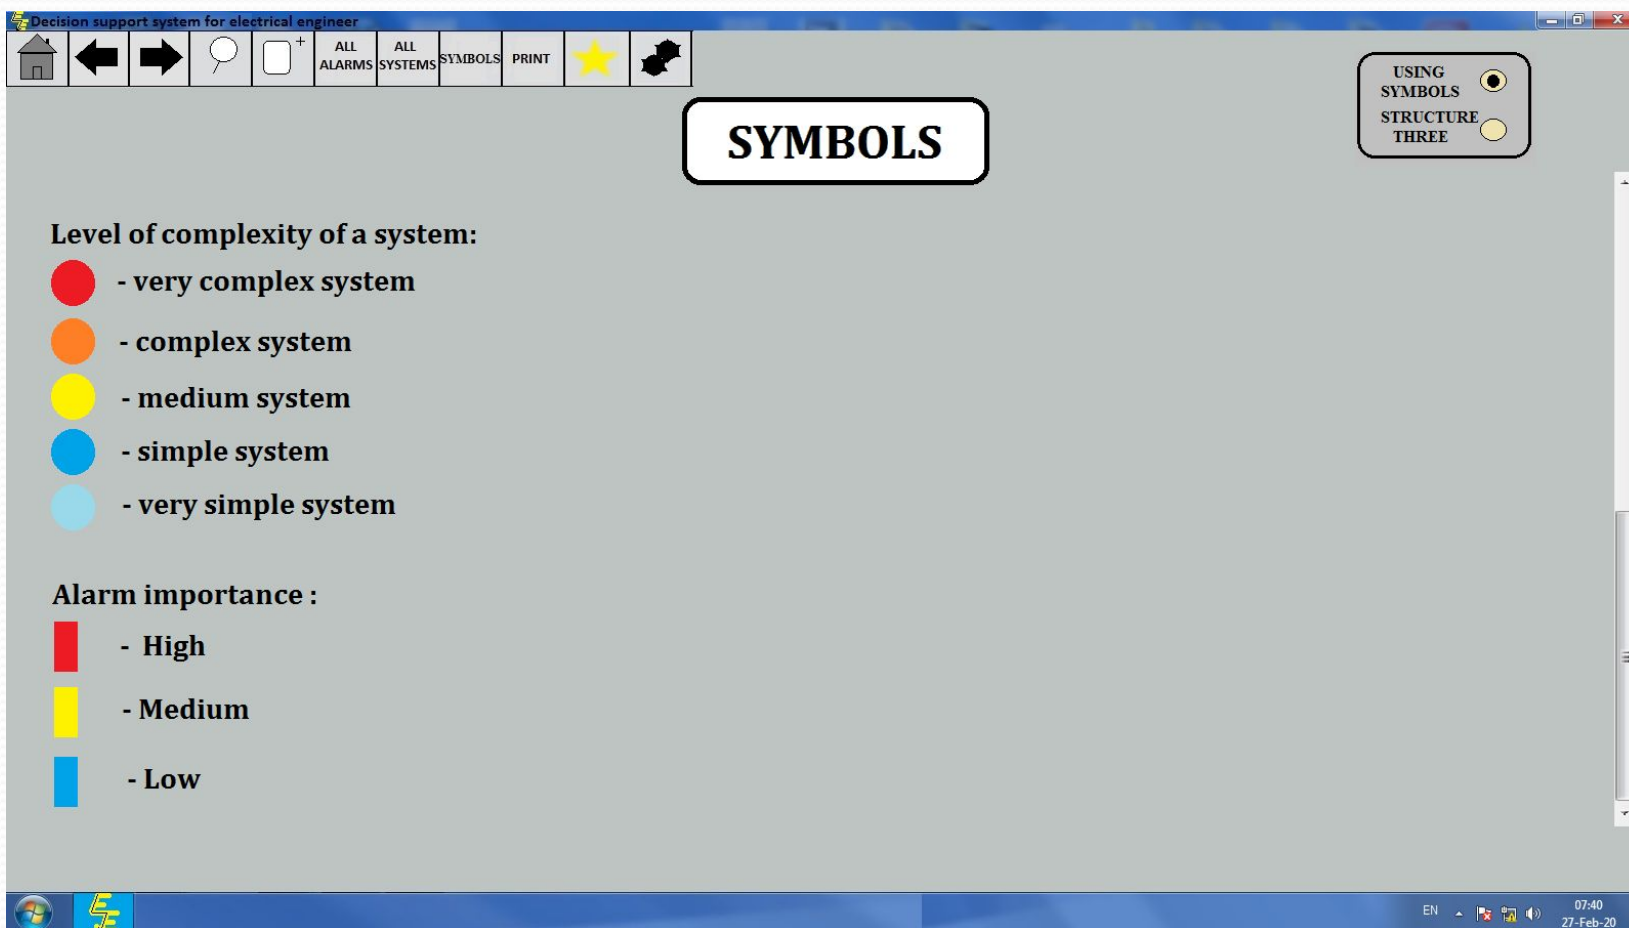 Decision support system for electrical engineer
ALL ALARMS
ALL SYSTEMS
SYMBOLS
PRINT
USING SYMBOLS
STRUCTURE THREE
SYMBOLS
Level of complexity of a system:
- very complex system
- complex system
- medium system
- simple system
- very simple system
Alarm importance :
- High
- Medium
- Low
EN
07:40
27-Feb-20